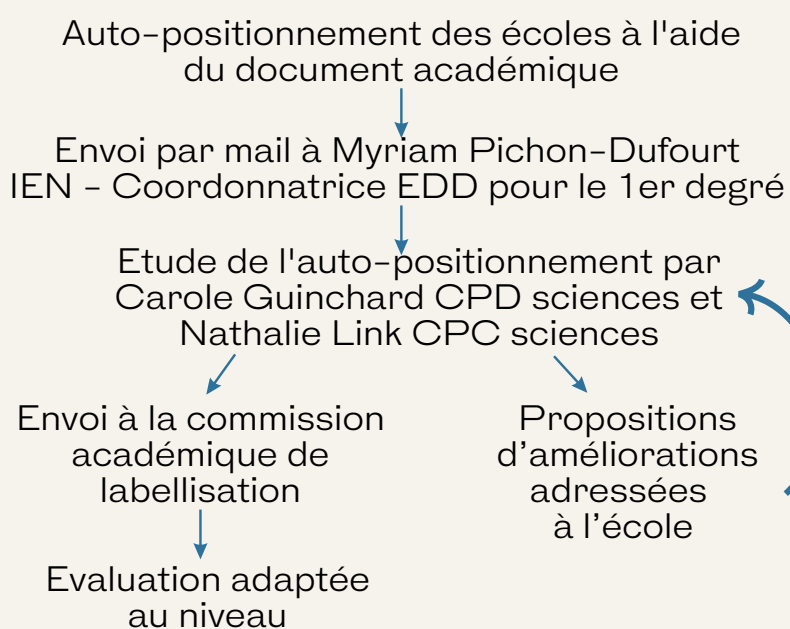 Auto-positionnement des écoles à l'aide
du document académique
Envoi par mail à Myriam Pichon-Dufourt
IEN - Coordonnatrice EDD pour le 1er degré
Etude de l'auto-positionnement par
Carole Guinchard CPD sciences et
Nathalie Link CPC sciences
Envoi à la commission
académique de
labellisation
Propositions
d’améliorations
adressées
à l’école
Evaluation adaptée
au niveau